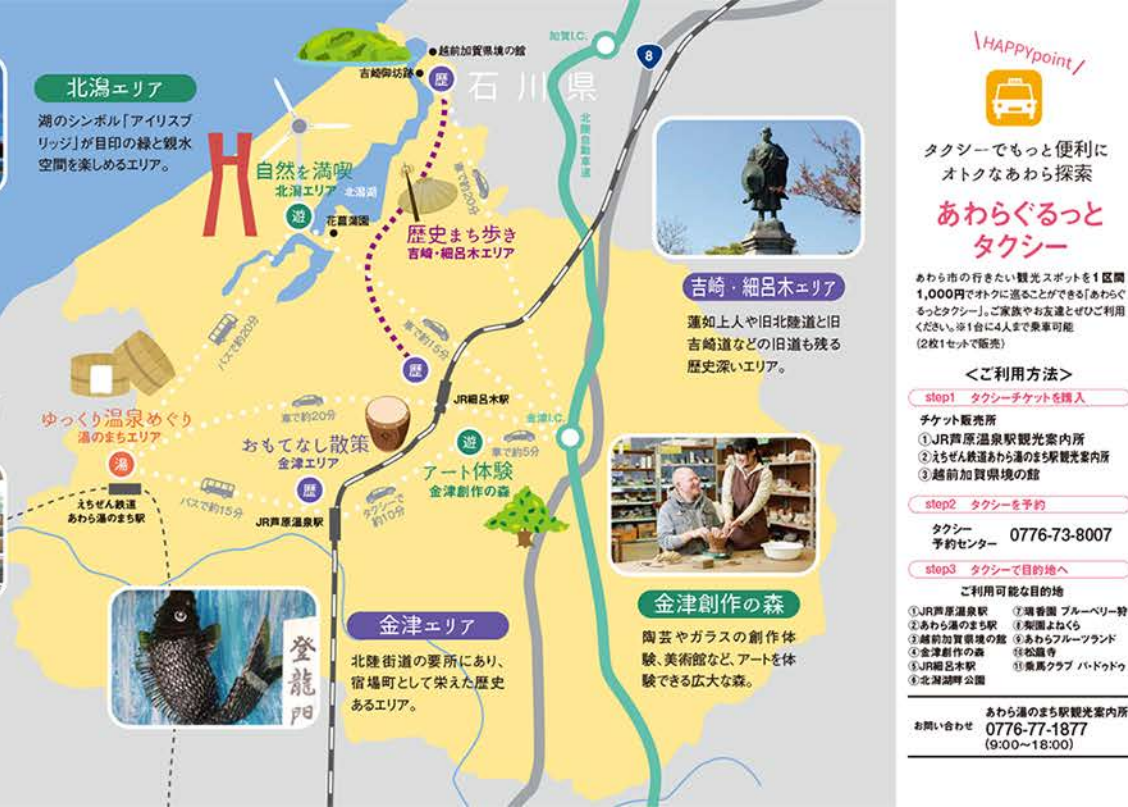 北潟エリア
湖のシンボル「アイリスブ
リッジ」が目印の緑と親水
空間を楽しめるエリア。
越前加賀県境の館
吉崎御坊跡
歴
石川県
加賀I.C.
8
北陸自動車道
自然を満喫
北潟エリア
北潟湖
遊
花菖蒲園
車で約20分
歴史まち歩き
吉崎・細呂木エリア
吉崎・細呂木エリア
蓮如上人や旧北陸道と旧
吉崎道などの旧道も残る
歴史深いエリア。
バスで約20分
車で約15分
歴
JR細呂木駅
ゆっくり温泉めぐり
湯のまちエリア
湯
えちぜん鉄道
あわら湯のまち駅
車で約20分
おもてなし散策
金津エリア
歴
バスで約15分
JR芦原温泉駅
タクシーで
約10分
金津I.C.
遊
車で約5分
アート体験
金津創作の森
登龍門
金津エリア
北陸街道の要所にあり、
宿場町として栄えた歴史
あるエリア。
金津創作の森
陶芸やガラスの創作体
験、美術館など、アートを体
験できる広大な森。
HAPPYpoint
タクシーでもっと便利に
オトクなあわら探索
あわらぐるっと
タクシー
あわら市の行きたい観光スポットを1区間
1,000円でオトクに巡ることができる「あわらぐ
るっとタクシー」。ご家族やお友達とぜひご利用
ください。※1台に4人まで乗車可能
(2枚1セットで販売)
<ご利用方法>
step1 タクシーチケットを購入
チケット販売所
①JR芦原温泉駅観光案内所
②えちぜん鉄道あわら湯のまち駅観光案内所
③越前加賀県境の館
step2 タクシーを予約
タクシー
予約センター 0776-73-8007
step3 タクシーで目的地へ
ご利用可能な目的地
①JR芦原温泉駅
②あわら湯のまち駅
③越前加賀県境の館
④金津創作の森
⑤JR細呂木駅
⑥北潟湖畔公園
⑦瑞香園 ブルーベリー狩
⑧梨園よねくら
⑨あわらフルーツランド
⑩松龍寺
⑪乗馬クラブ バ・ドゥドゥ
お問い合わせ
あわら湯のまち駅観光案内所
0776-77-1877
(9:00〜18:00)